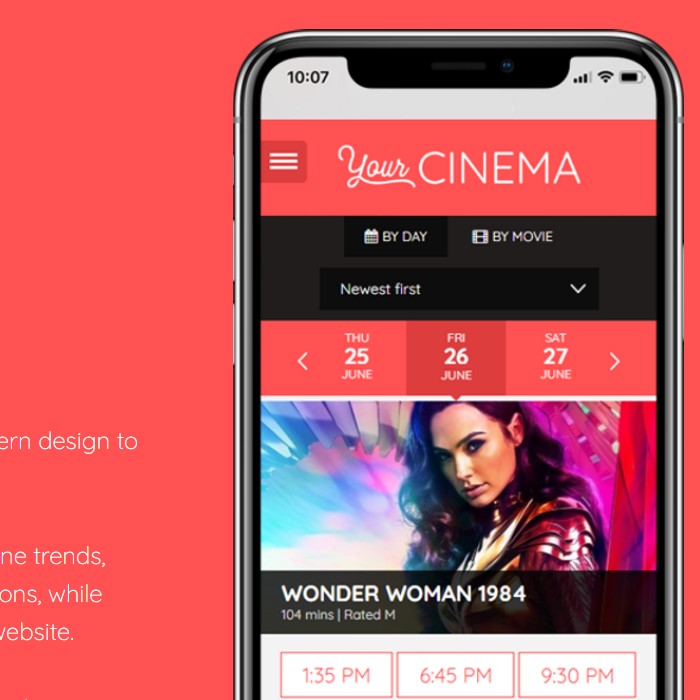 10:07
Your CINEMA
BY DAY
BY MOVIE
Newest first
THU
25
JUNE
FRI
26
JUNE
SAT
27
JUNE
ern design to
ne trends,
ons, while
website.
WONDER WOMAN 1984
104 mins | Rated M
1:35 PM
6:45 PM
9:30 PM